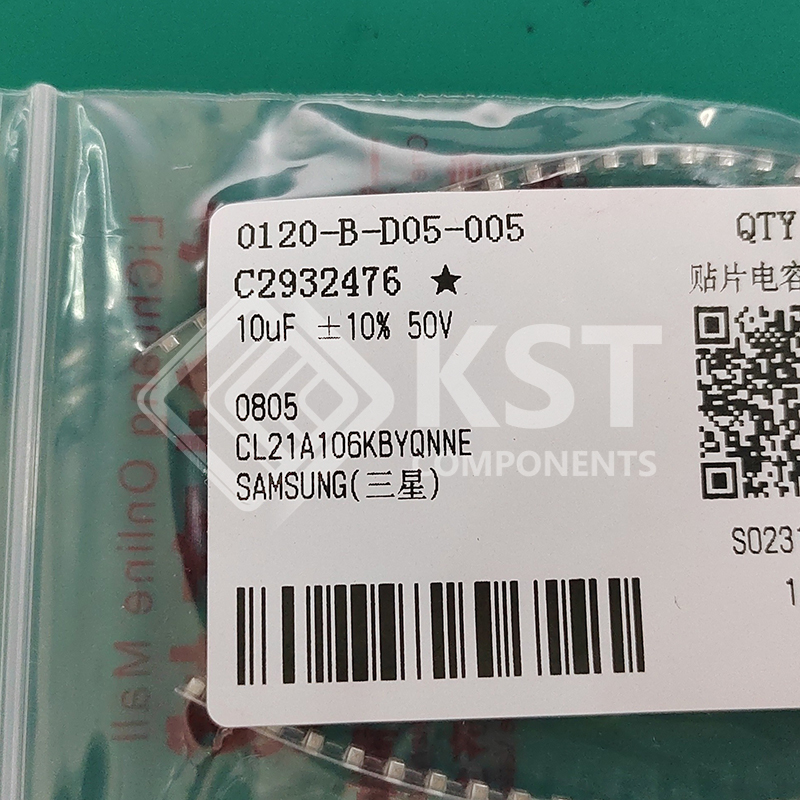 0120-B-D05-005
QTY
C2932476 ★
贴片电容
10uF ±10% 50V
KST
COMPONENTS
0805
CL21A106KBYQNNE
SAMSUNG(三星)
S0231
1
LiChuang Online Mall